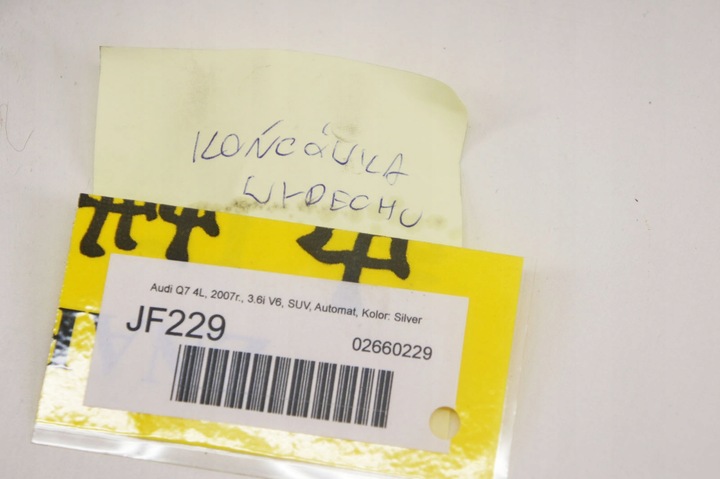 KOŃCÓWKA
WYDECHU
Audi Q7 4L, 2007r., 3.6i V6, SUV, Automat, Kolor: Silver
JF229
02660229